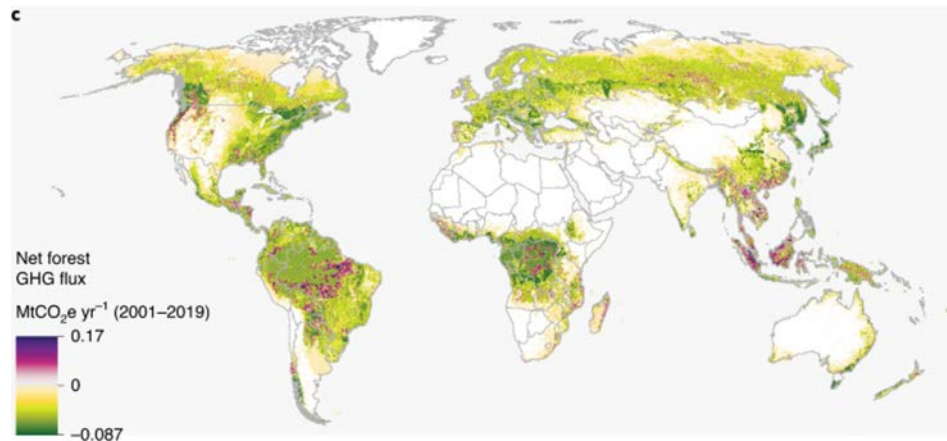 c
Net forest
GHG flux
MtCO₂e yr⁻¹ (2001–2019)
0.17
0
−0.087